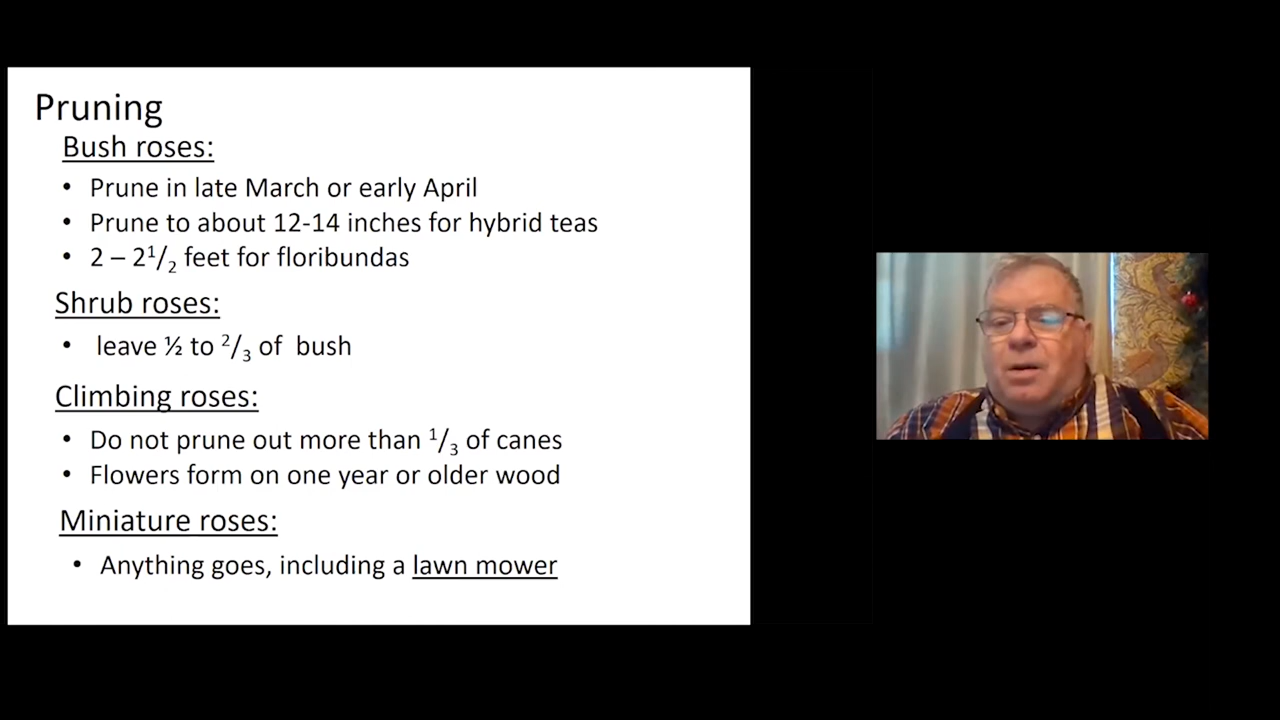 Pruning
Bush roses:
• Prune in late March or early April
• Prune to about 12-14 inches for hybrid teas
• 2 – 2 1/2 feet for floribundas
Shrub roses:
• leave ½ to 2/3 of bush
Climbing roses:
• Do not prune out more than 1/3 of canes
• Flowers form on one year or older wood
Miniature roses:
• Anything goes, including a lawn mower